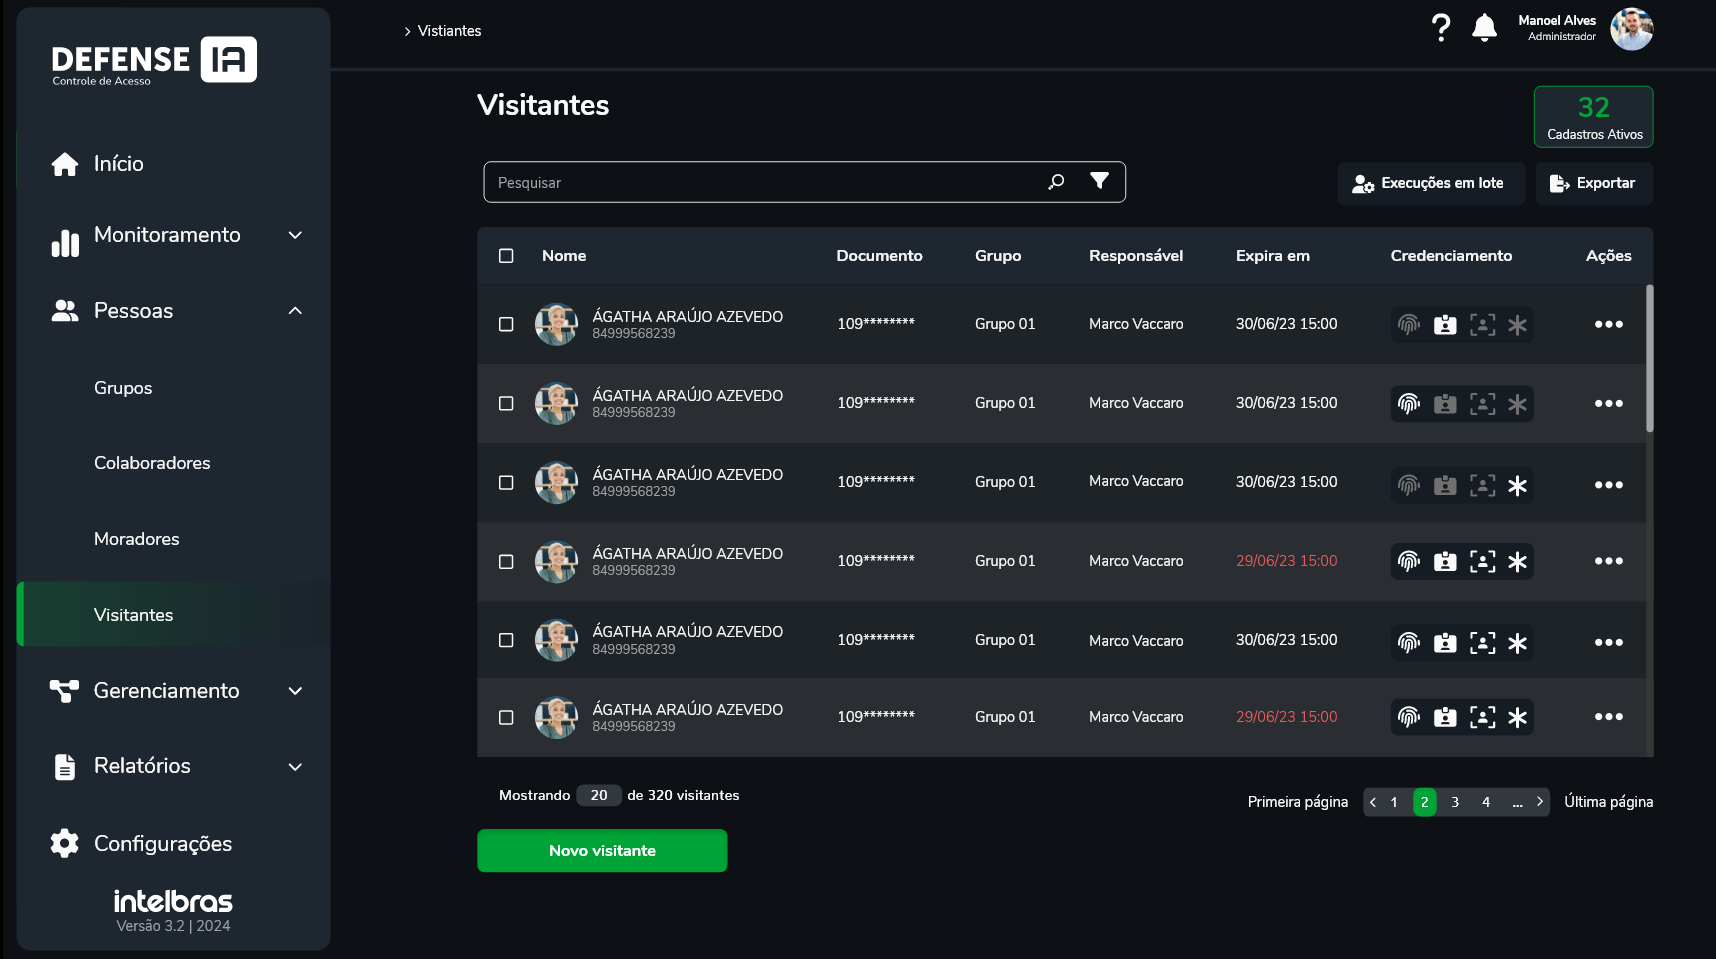 DEFENSE IA
Controle de Acesso
Início
Monitoramento
Pessoas
Grupos
Colaboradores
Moradores
Visitantes
Gerenciamento
Relatórios
Configurações
intelbras
Versão 3.2 | 2024
> Vistiantes
?
Manoel Alves
Administrador
Visitantes
32
Cadastros Ativos
Pesquisar
Execuções em lote
Exportar
Nome Documento Grupo Responsável Expira em Credenciamento Ações
ÁGATHA ARAÚJO AZEVEDO 109******** Grupo 01 Marco Vaccaro 30/06/23 15:00
84999568239
ÁGATHA ARAÚJO AZEVEDO 109******** Grupo 01 Marco Vaccaro 30/06/23 15:00
84999568239
ÁGATHA ARAÚJO AZEVEDO 109******** Grupo 01 Marco Vaccaro 30/06/23 15:00
84999568239
ÁGATHA ARAÚJO AZEVEDO 109******** Grupo 01 Marco Vaccaro 29/06/23 15:00
84999568239
ÁGATHA ARAÚJO AZEVEDO 109******** Grupo 01 Marco Vaccaro 30/06/23 15:00
84999568239
ÁGATHA ARAÚJO AZEVEDO 109******** Grupo 01 Marco Vaccaro 29/06/23 15:00
84999568239
Mostrando 20 de 320 visitantes
Primeira página < 1 2 3 4 ... > Última página
Novo visitante